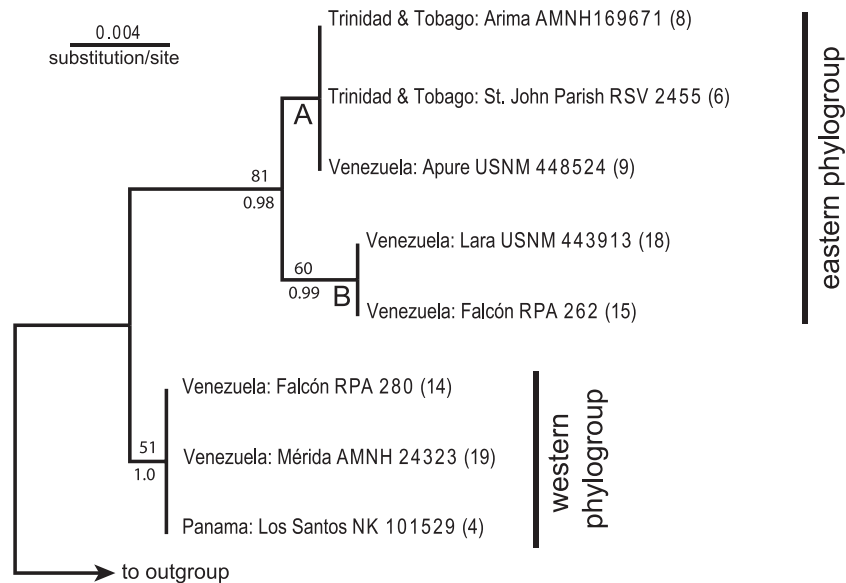 0.004
substitution/site
Trinidad & Tobago: Arima AMNH169671 (8)
Trinidad & Tobago: St. John Parish RSV 2455 (6)
A
Venezuela: Apure USNM 448524 (9)
81
0.98
Venezuela: Lara USNM 443913 (18)
60
0.99
B
Venezuela: Falcón RPA 262 (15)
eastern phylogroup
Venezuela: Falcón RPA 280 (14)
51
1.0
Venezuela: Mérida AMNH 24323 (19)
Panama: Los Santos NK 101529 (4)
western
phylogroup
to outgroup